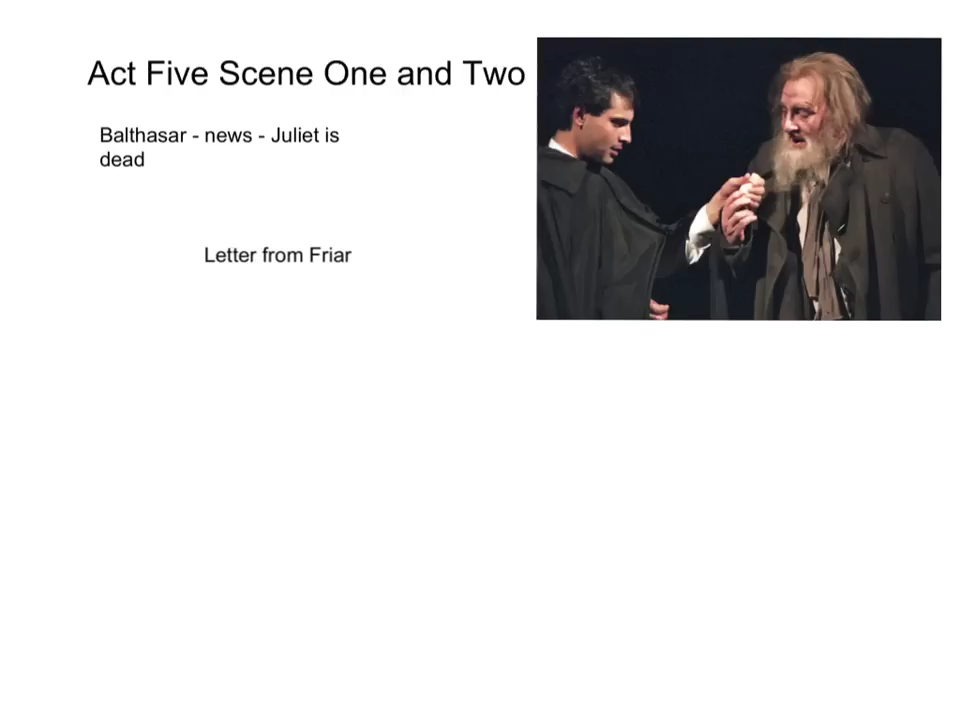 Act Five Scene One and Two
Balthasar - news - Juliet is
dead
Letter from Friar